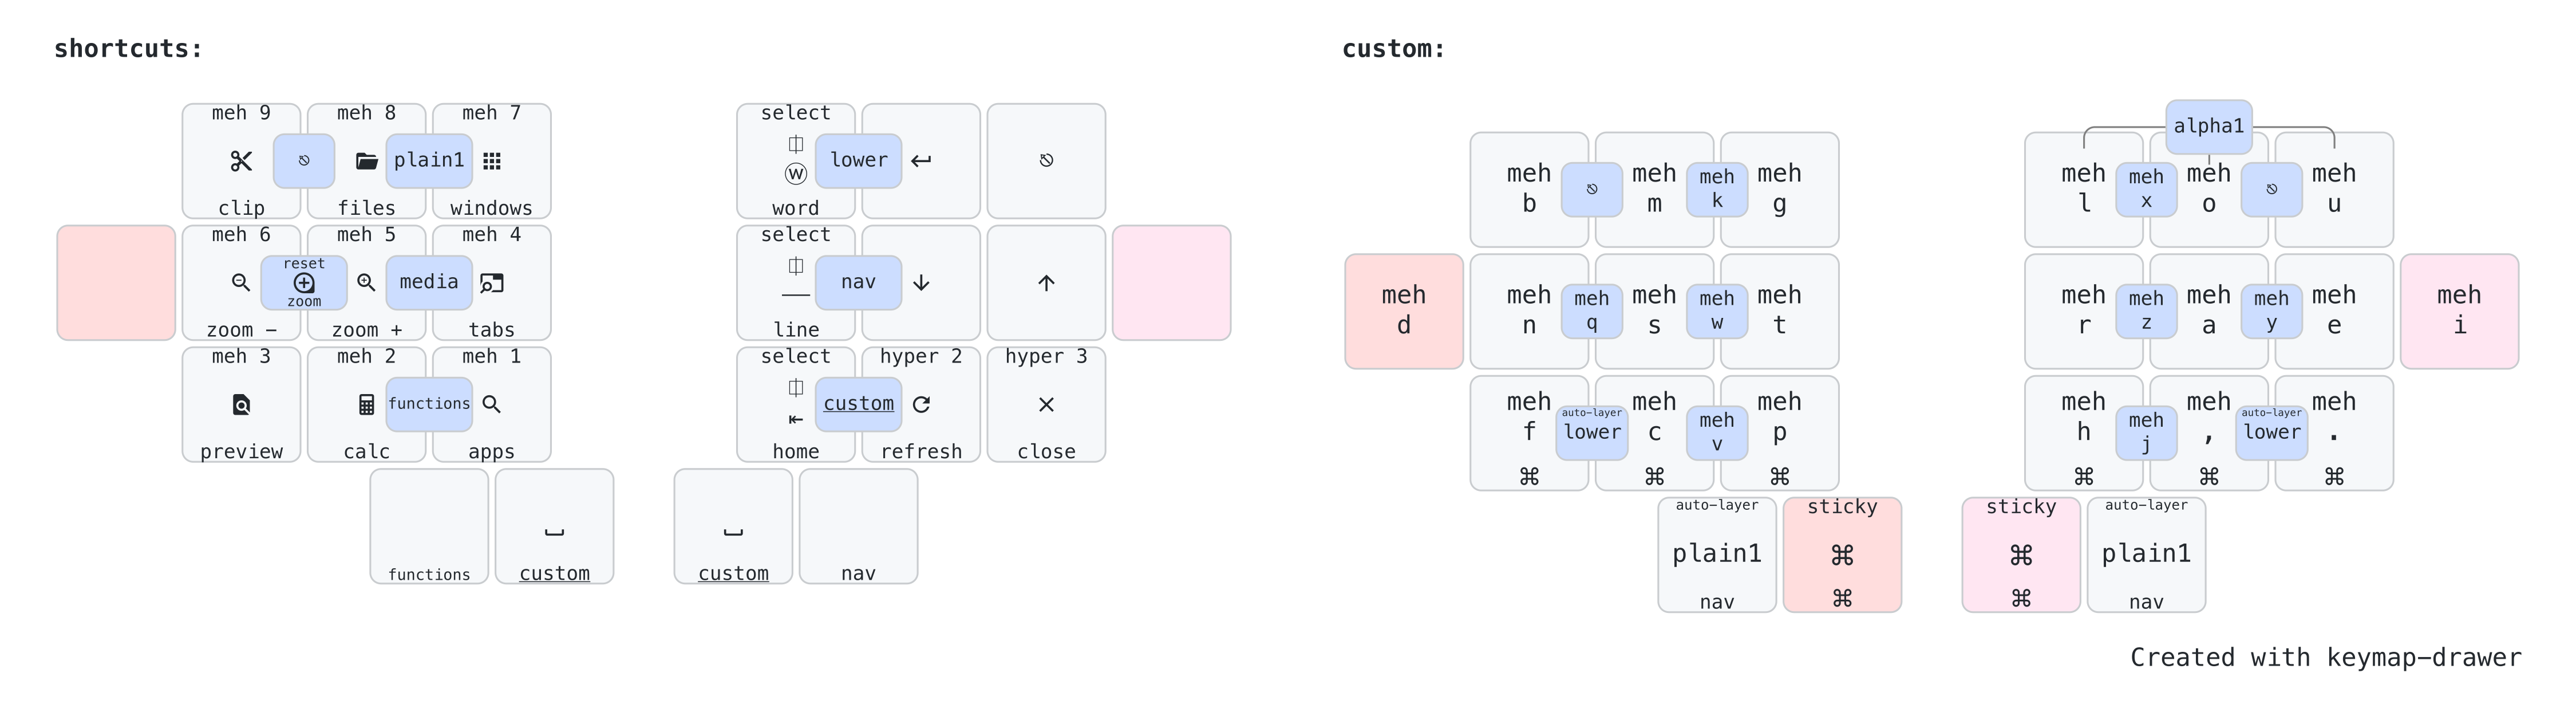 shortcuts:
meh 9 meh 8 meh 7 select
plain1 Ⓦ lower
clip files windows word
meh 6 meh 5 meh 4 select
reset
zoom
media nav
zoom − zoom + tabs line
meh 3 meh 2 meh 1 select hyper 2 hyper 3
functions custom
preview calc apps home refresh close
functions custom custom nav
custom:
alpha1
meh b meh m meh k meh g meh l meh x meh o meh u
meh d meh n meh q meh s meh w meh t meh r meh z meh a meh y meh e meh i
meh f auto-layer lower meh c meh v meh p meh h meh j meh , auto-layer lower meh .
⌘ ⌘ ⌘ ⌘ ⌘ ⌘
auto-layer sticky sticky auto-layer
plain1 ⌘ ⌘ plain1
nav ⌘ ⌘ nav
Created with keymap-drawer